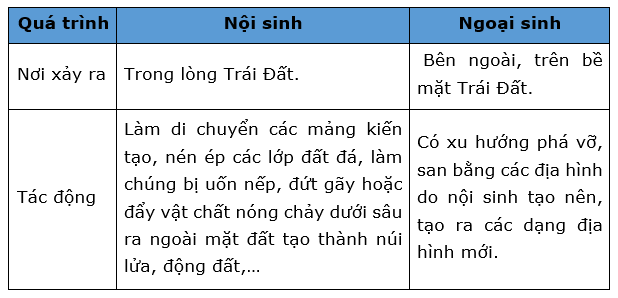 Quá trình
Nội sinh
Ngoại sinh
Nơi xảy ra
Trong lòng Trái Đất.
Bên ngoài, trên bề
mặt Trái Đất.
Tác động
Làm di chuyển các mảng kiến
tạo, nén ép các lớp đất đá, làm
chúng bị uốn nếp, đứt gãy hoặc
đẩy vật chất nóng chảy dưới sâu
ra ngoài mặt đất tạo thành núi
lửa, động đất,...
Có xu hướng phá vỡ,
san bằng các địa hình
do nội sinh tạo nên,
tạo ra các dạng địa
hình mới.